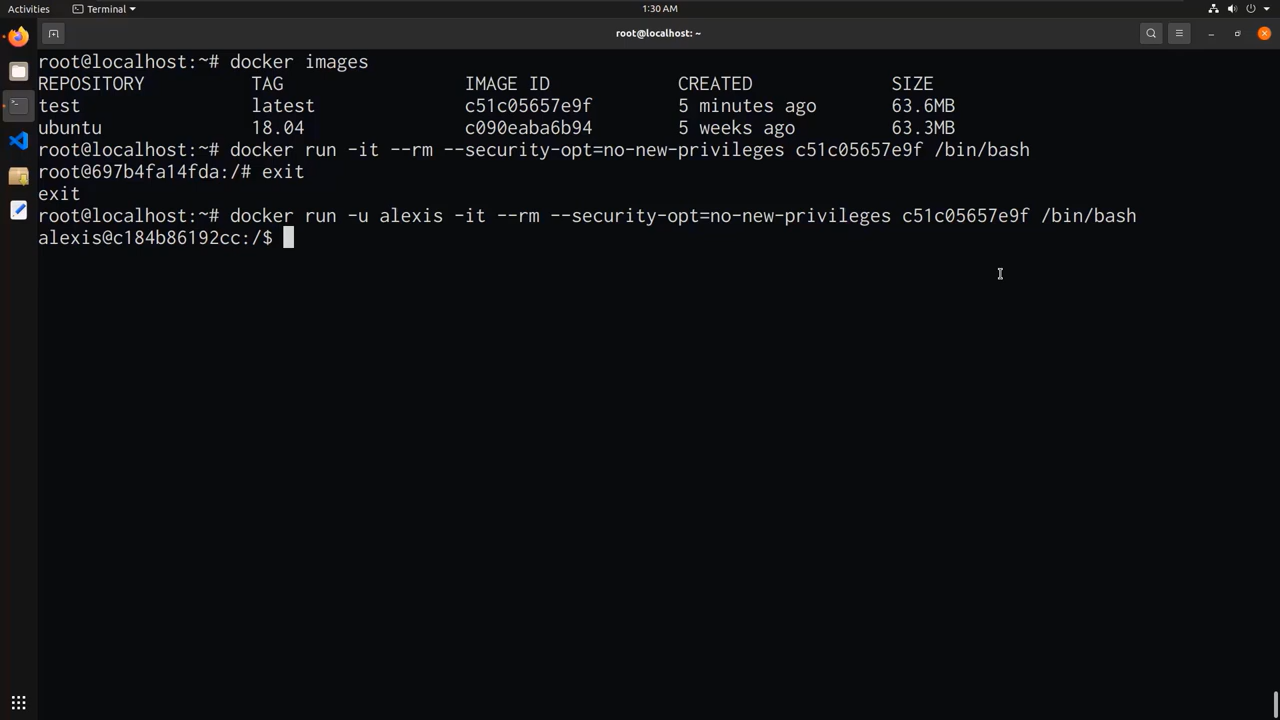 Activities
Terminal
1:30 AM
root@localhost: ~
root@localhost:~# docker images
REPOSITORY TAG IMAGE ID CREATED SIZE
test latest c51c05657e9f 5 minutes ago 63.6MB
ubuntu 18.04 c090eaba6b94 5 weeks ago 63.3MB
root@localhost:~# docker run -it --rm --security-opt=no-new-privileges c51c05657e9f /bin/bash
root@697b4fa14fda:/# exit
exit
root@localhost:~# docker run -u alexis -it --rm --security-opt=no-new-privileges c51c05657e9f /bin/bash
alexis@c184b86192cc:/$